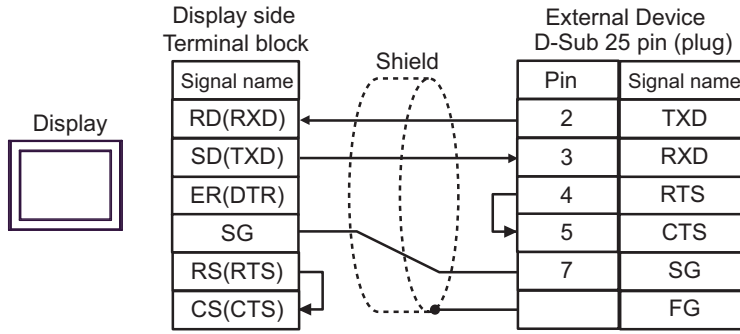 Display side
Terminal block
External Device
D-Sub 25 pin (plug)
Shield
Display
Signal name
Pin Signal name
RD(RXD) 2 TXD
SD(TXD) 3 RXD
ER(DTR) 4 RTS
SG 5 CTS
RS(RTS) 7 SG
CS(CTS) FG